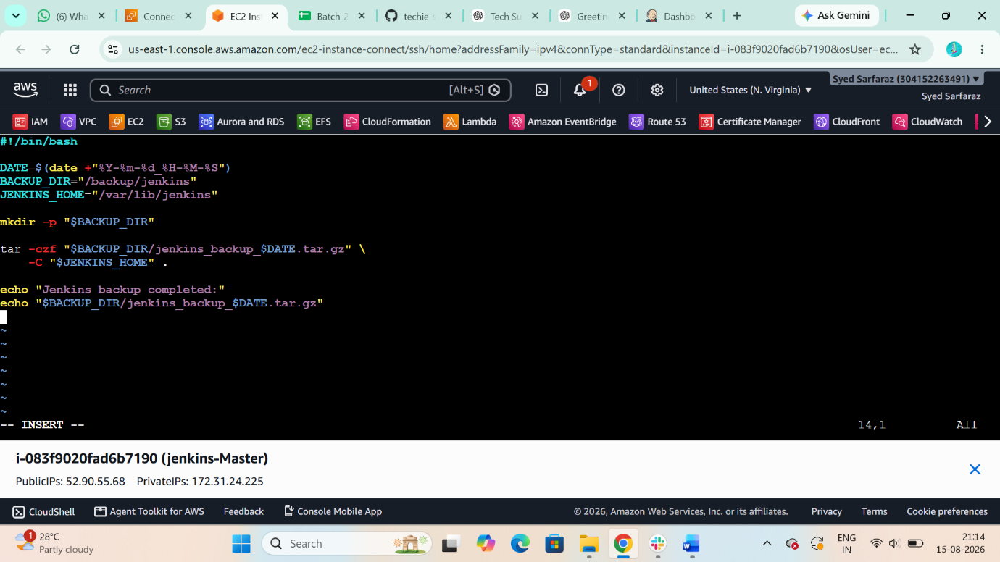 (6) Wha
Connec
EC2 Ins
Batch-2
techie-s
Tech Su
Greetin
Dashbo
Ask Gemini
us-east-1.console.aws.amazon.com/ec2-instance-connect/ssh/home?addressFamily=ipv4&connType=standard&instanceId=i-083f9020fad6b7190&osUser=ec...
aws
Search
[Alt+S]
1
United States (N. Virginia)
Syed Sarfaraz (304152263491)
Syed Sarfaraz
IAM
VPC
EC2
S3
Aurora and RDS
EFS
CloudFormation
Lambda
Amazon EventBridge
Route 53
Certificate Manager
CloudFront
CloudWatch
#!/bin/bash
DATE=$(date +"%Y-%m-%d_%H-%M-%S")
BACKUP_DIR="/backup/jenkins"
JENKINS_HOME="/var/lib/jenkins"
mkdir -p "$BACKUP_DIR"
tar -czf "$BACKUP_DIR/jenkins_backup_$DATE.tar.gz" \
-C "$JENKINS_HOME" .
echo "Jenkins backup completed:"
echo "$BACKUP_DIR/jenkins_backup_$DATE.tar.gz"
~
~
~
~
~
~
~
-- INSERT --
14,1
All
i-083f9020fad6b7190 (jenkins-Master)
PublicIPs: 52.90.55.68 PrivateIPs: 172.31.24.225
CloudShell
Agent Toolkit for AWS
Feedback
Console Mobile App
© 2026, Amazon Web Services, Inc. or its affiliates.
Privacy
Terms
Cookie preferences
1
28°C
Partly cloudy
Search
ENG
IN
21:14
15-08-2026